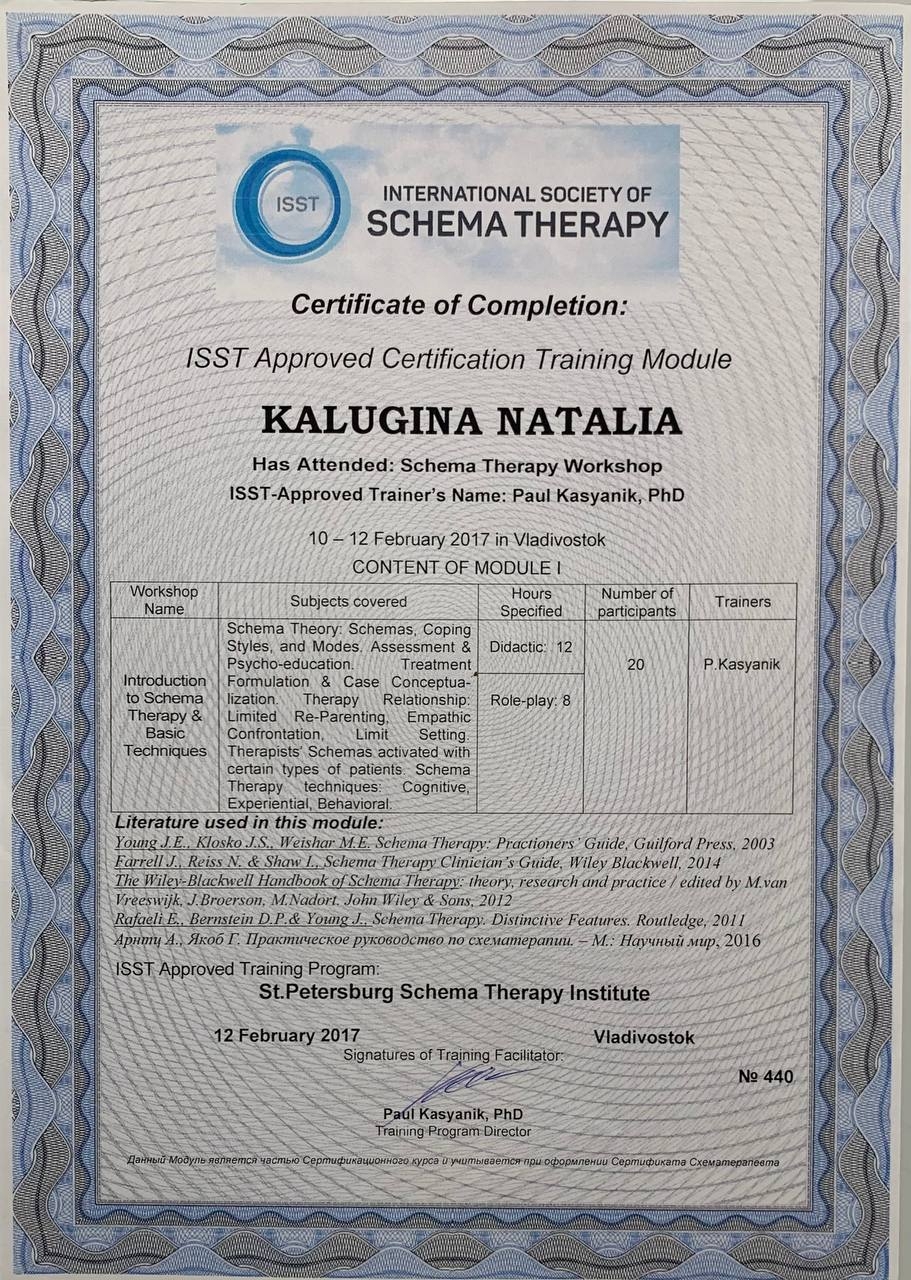 ISST
INTERNATIONAL SOCIETY OF
SCHEMA THERAPY
Certificate of Completion:
ISST Approved Certification Training Module
KALUGINA NATALIA
Has Attended: Schema Therapy Workshop
ISST-Approved Trainer's Name: Paul Kasyanik, PhD
10 – 12 February 2017 in Vladivostok
CONTENT OF MODULE I
Workshop
Name
Subjects covered
Hours
Specified
Number of
participants
Trainers
Introduction
to Schema
Therapy &
Basic
Techniques
Schema Theory: Schemas, Coping
Styles, and Modes. Assessment &
Psycho-education. Treatment
Formulation & Case Conceptua-
lization. Therapy Relationship:
Limited Re-Parenting, Empathic
Confrontation, Limit Setting.
Therapists' Schemas activated with
certain types of patients. Schema
Therapy techniques: Cognitive,
Experiential, Behavioral.
Didactic: 12
Role-play: 8
20
P.Kasyanik
Literature used in this module:
Young J.E., Klosko J.S., Weishar M.E. Schema Therapy: Practioners' Guide, Guilford Press, 2003
Farrell J., Reiss N. & Shaw I., Schema Therapy Clinician's Guide, Wiley Blackwell, 2014
The Wiley-Blackwell Handbook of Schema Therapy: theory, research and practice / edited by M.van
Vreeswijk, J.Broerson, M.Nadort. John Wiley & Sons, 2012
Rafaeli E., Bernstein D.P.& Young J., Schema Therapy. Distinctive Features. Routledge, 2011
Арнтц А., Якоб Г. Практическое руководство по схематерапии. – М.: Научный мир, 2016
ISST Approved Training Program:
St.Petersburg Schema Therapy Institute
12 February 2017
Vladivostok
Signatures of Training Facilitator:
№ 440
Paul Kasyanik, PhD
Training Program Director
Данный Модуль является частью Сертификационного курса и учитывается при оформлении Сертификата Схематерапевта